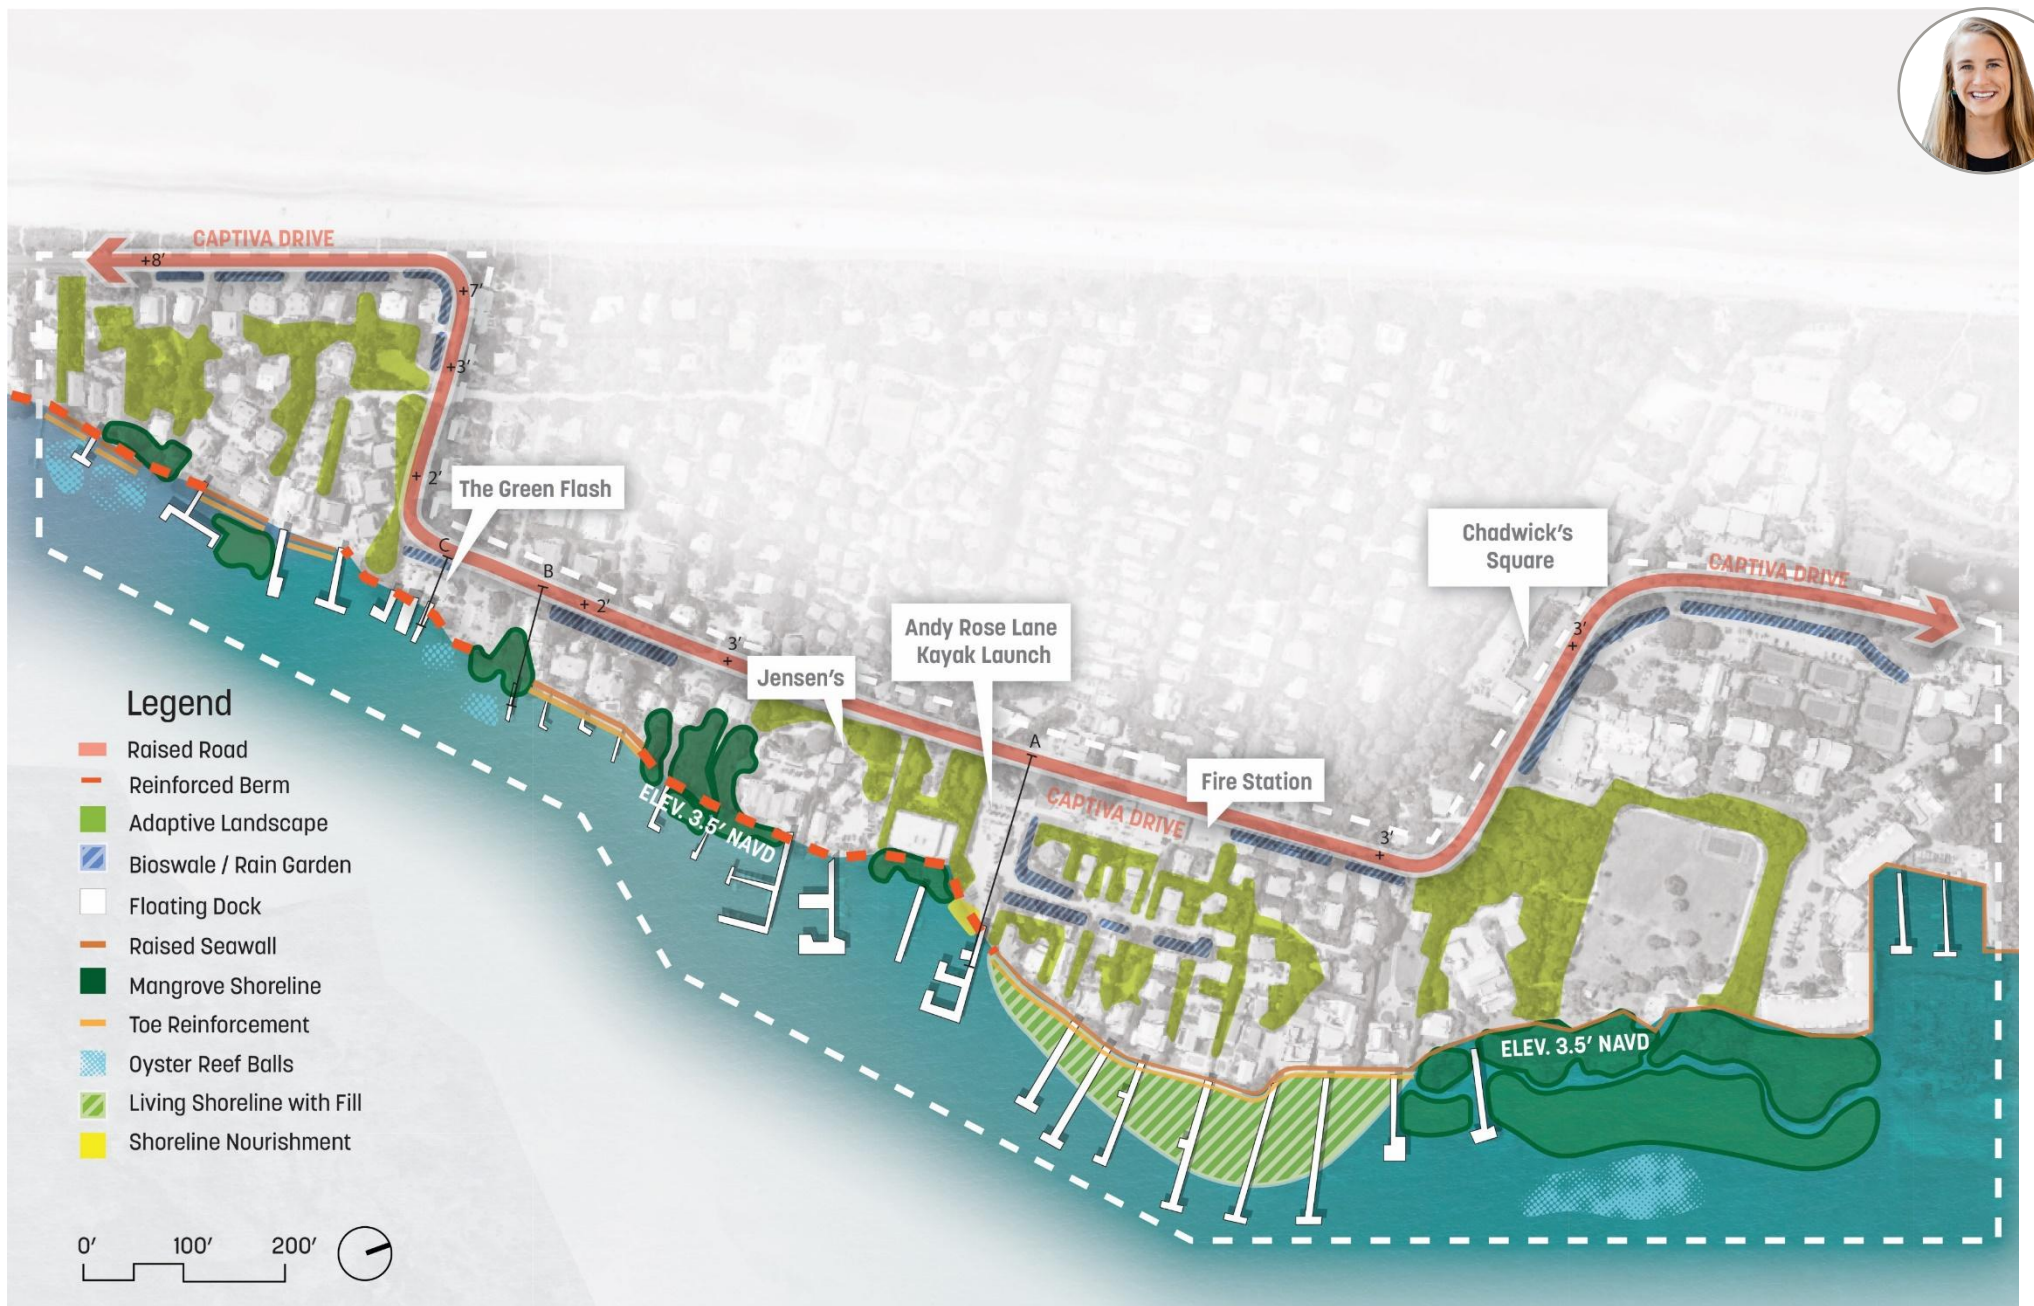 CAPTIVA DRIVE
+8'
+7'
+3'
+ 2'
The Green Flash
C
B
+ 2'
3'
+
Jensen's
Andy Rose Lane
Kayak Launch
A
Chadwick's
Square
CAPTIVA DRIVE
3'
+
Fire Station
CAPTIVA DRIVE
3'
+
ELEV. 3.5' NAVD
ELEV. 3.5' NAVD
Legend
Raised Road
Reinforced Berm
Adaptive Landscape
Bioswale / Rain Garden
Floating Dock
Raised Seawall
Mangrove Shoreline
Toe Reinforcement
Oyster Reef Balls
Living Shoreline with Fill
Shoreline Nourishment
0' 100' 200'